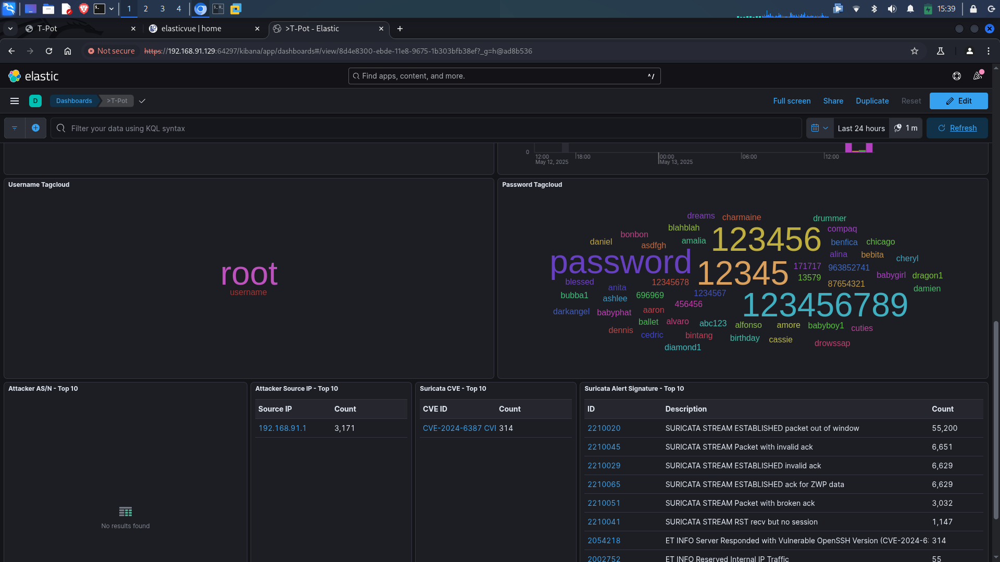 1 2 3 4 15:39
T-Pot elasticvue | home >T-Pot - Elastic
Not secure https://192.168.91.129:64297/kibana/app/dashboards#/view/8d4e8300-ebde-11e8-9675-1b303bfb38ef?_g=h@ad8b536
elastic Find apps, content, and more. ^/
D Dashboards >T-Pot Full screen Share Duplicate Reset Edit
Filter your data using KQL syntax Last 24 hours 1 m Refresh
0
12:00 18:00 00:00 06:00 12:00
May 12, 2025 May 13, 2025
Username Tagcloud
root
username
Password Tagcloud
dreams charmaine drummer
blahblah 123456 compaq
bonbon
daniel asdfgh amalia benfica chicago
password alina bebita cheryl
12345 171717 963852741
13579 babygirl dragon1
blessed 12345678 87654321
anita 1234567 damien
bubba1 ashlee 696969 123456789
456456
darkangel babyphat aaron
ballet alvaro abc123 alfonso amore babyboy1 cuties
dennis cedric bintang birthday cassie drowssap
diamond1
Attacker AS/N - Top 10
No results found
Attacker Source IP - Top 10
Source IP Count
192.168.91.1 3,171
Suricata CVE - Top 10
CVE ID Count
CVE-2024-6387 CVI 314
Suricata Alert Signature - Top 10
ID Description Count
2210020 SURICATA STREAM ESTABLISHED packet out of window 55,200
2210045 SURICATA STREAM Packet with invalid ack 6,651
2210029 SURICATA STREAM ESTABLISHED invalid ack 6,629
2210065 SURICATA STREAM ESTABLISHED ack for ZWP data 6,629
2210051 SURICATA STREAM Packet with broken ack 3,032
2210041 SURICATA STREAM RST recv but no session 1,147
2054218 ET INFO Server Responded with Vulnerable OpenSSH Version (CVE-2024-6: 314
2002752 ET INFO Reserved Internal IP Traffic 55